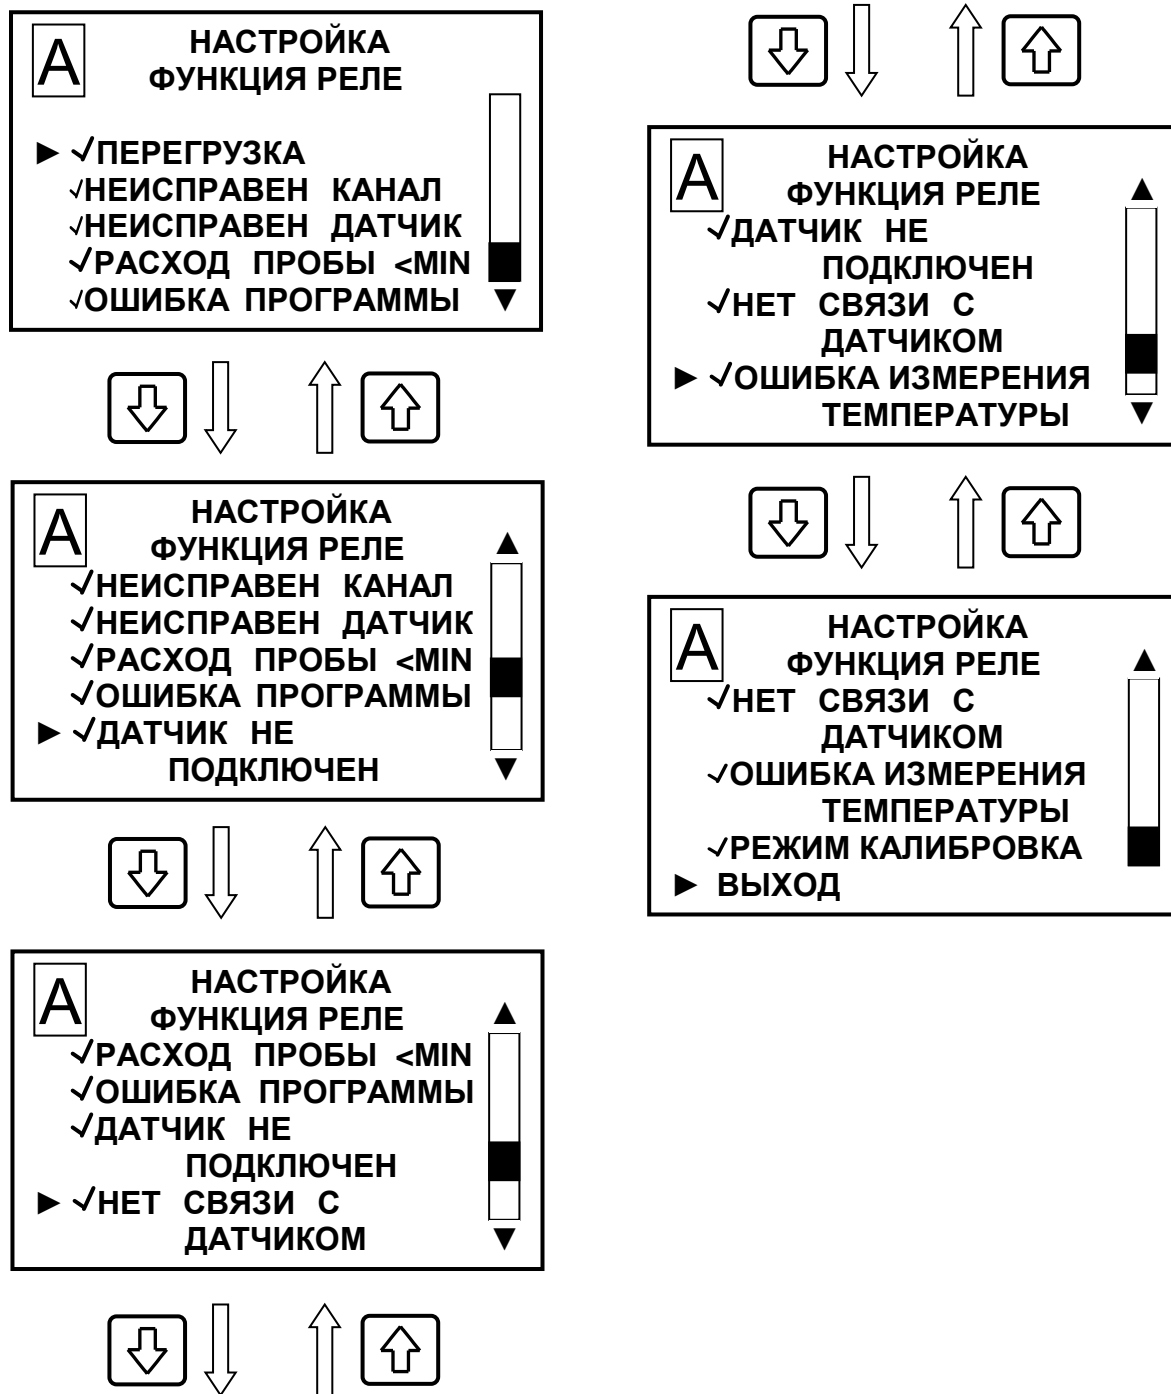 А НАСТРОЙКА
ФУНКЦИЯ РЕЛЕ
► √ПЕРЕГРУЗКА
√НЕИСПРАВЕН КАНАЛ
√НЕИСПРАВЕН ДАТЧИК
√РАСХОД ПРОБЫ <MIN
√ОШИБКА ПРОГРАММЫ ▼
А НАСТРОЙКА
ФУНКЦИЯ РЕЛЕ ▲
√НЕИСПРАВЕН КАНАЛ
√НЕИСПРАВЕН ДАТЧИК
√РАСХОД ПРОБЫ <MIN
√ОШИБКА ПРОГРАММЫ
► √ДАТЧИК НЕ
ПОДКЛЮЧЕН ▼
А НАСТРОЙКА
ФУНКЦИЯ РЕЛЕ ▲
√РАСХОД ПРОБЫ <MIN
√ОШИБКА ПРОГРАММЫ
√ДАТЧИК НЕ
ПОДКЛЮЧЕН
► √НЕТ СВЯЗИ С
ДАТЧИКОМ ▼
А НАСТРОЙКА
ФУНКЦИЯ РЕЛЕ ▲
√ДАТЧИК НЕ
ПОДКЛЮЧЕН
√НЕТ СВЯЗИ С
ДАТЧИКОМ
► √ОШИБКА ИЗМЕРЕНИЯ
ТЕМПЕРАТУРЫ ▼
А НАСТРОЙКА
ФУНКЦИЯ РЕЛЕ ▲
√НЕТ СВЯЗИ С
ДАТЧИКОМ
√ОШИБКА ИЗМЕРЕНИЯ
ТЕМПЕРАТУРЫ
√РЕЖИМ КАЛИБРОВКА
► ВЫХОД